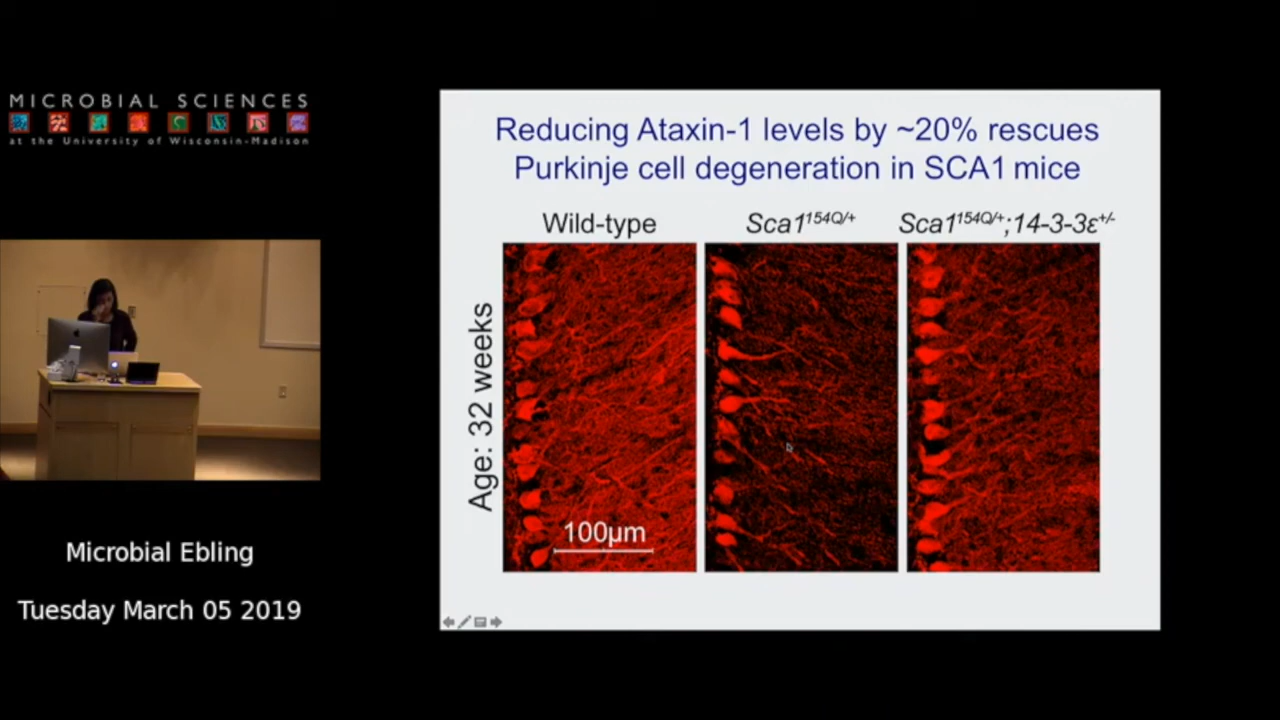 MICROBIAL SCIENCES
at the University of Wisconsin-Madison
Microbial Ebling
Tuesday March 05 2019
Reducing Ataxin-1 levels by ~20% rescues
Purkinje cell degeneration in SCA1 mice
Wild-type
Sca1¹⁵⁴Q/⁺
Sca1¹⁵⁴Q/⁺;14-3-3ε⁺/⁻
Age: 32 weeks
100µm